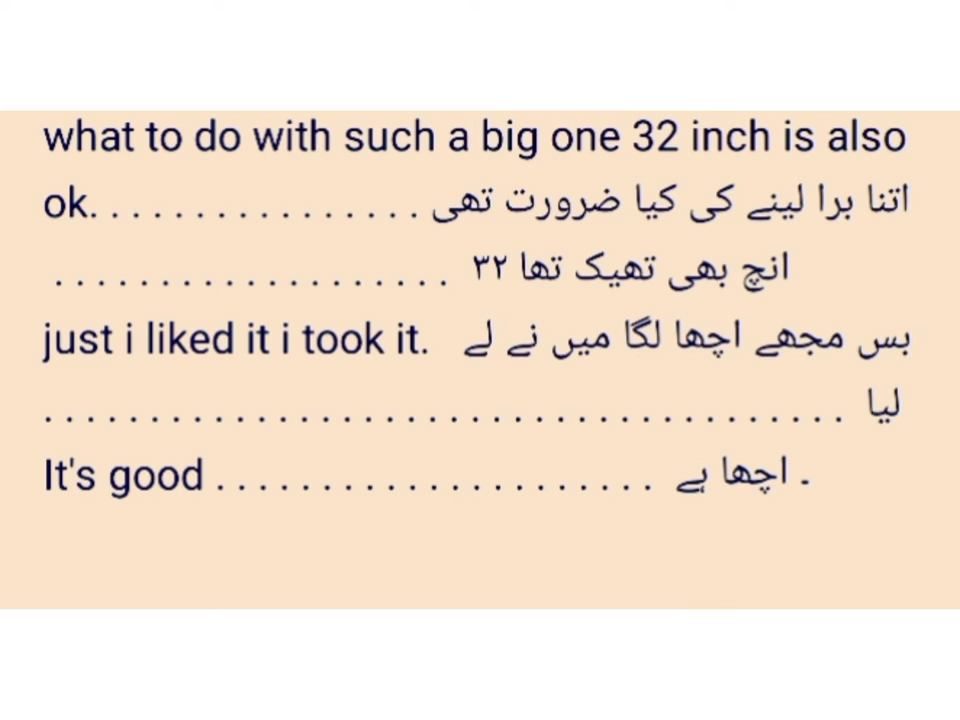 what to do with such a big one 32 inch is also
ok. . . . . . . . . . . . . . . . اتنا برا لینے کی کیا ضرورت تھی
. . . . . . . . . . . . . . . . . . . ۳۲ انچ بھی تھیک تھا
just i liked it i took it. بس مجھے اچھا لگا میں نے لے
. . . . . . . . . . . . . . . . . . . . . . . . . . . . . . . . . . . . . . لیا
It's good . . . . . . . . . . . . . . . . . . . . . اچھا ہے ۔